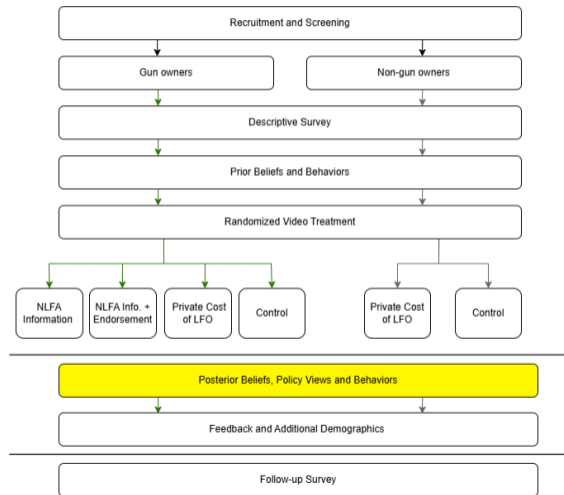 Recruitment and Screening
Gun owners
Non-gun owners
Descriptive Survey
Prior Beliefs and Behaviors
Randomized Video Treatment
NLFA
Information
NLFA Info. +
Endorsement
Private Cost
of LFO
Control
Private Cost
of LFO
Control
Posterior Beliefs, Policy Views and Behaviors
Feedback and Additional Demographics
Follow-up Survey